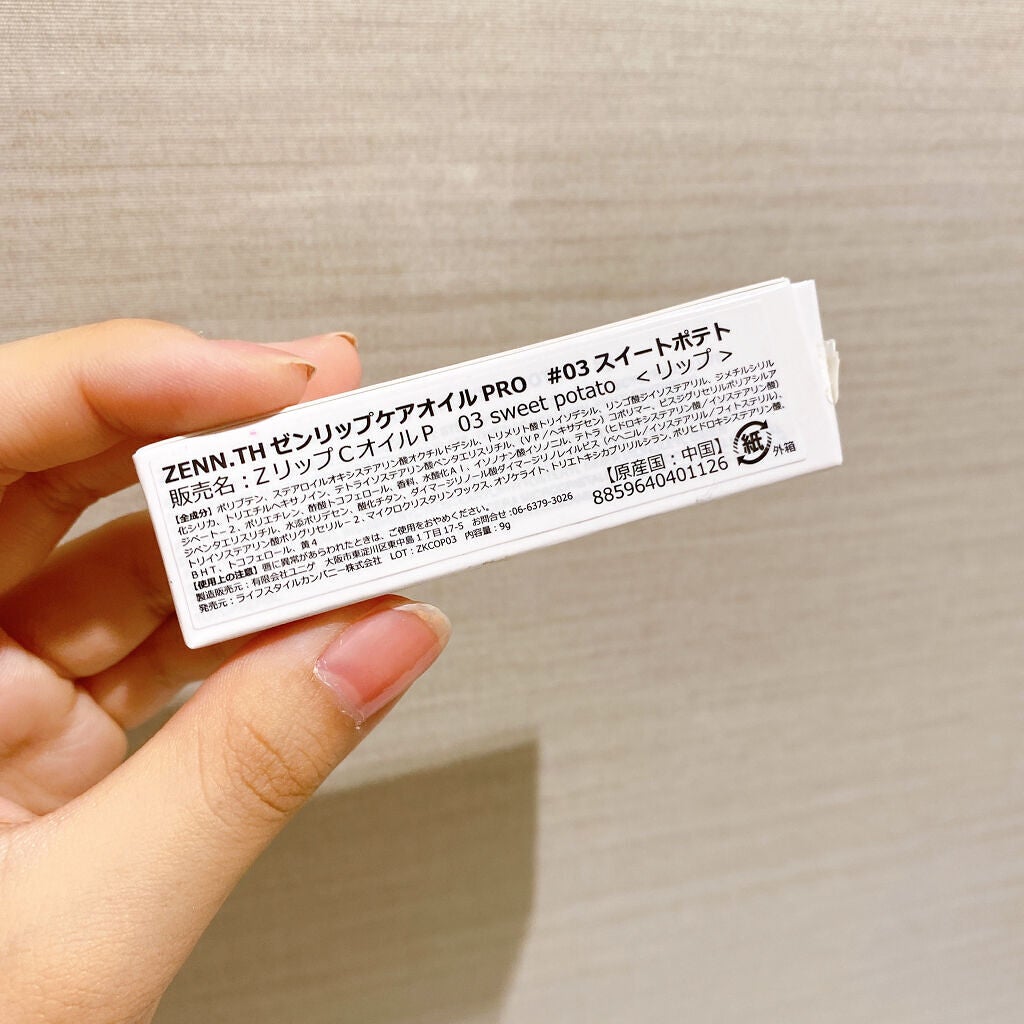 ZENN.TH ゼンリップケアオイルPRO #03 スイートポテト
販売名：ZリップCオイルP 03 sweet potato ＜リップ＞
【全成分】ポリブテン、ステアロイルオキシステアリン酸オクチルドデシル、トリメリト酸トリイソデシル、リンゴ酸ジイソステアリル、ジメチルシリル
化シリカ、トリエチルヘキサノイン、テトライソステアリン酸ペンタエリスリチル、（VP／ヘキサデセン）コポリマー、ビスジグリセリルポリアシルア
ジペート－2、ポリエチレン、酢酸トコフェロール、香料、水酸化Al、イソノナン酸イソノニル、テトラ（ヒドロキシステアリン酸／イソステアリン酸）
ジペンタエリスリチル、水添ポリデセン、酸化チタン、ダイマージリノール酸ダイマージリノレイルビス（ベヘニル／イソステアリル／フィトステリル）、
トリイソステアリン酸ポリグリセリル－2、マイクロクリスタリンワックス、オゾケライト、トリエトキシカプリリルシラン、ポリヒドロキシステアリン酸、
BHT、トコフェロール、黄4
【使用上の注意】唇に異常があらわれたときは、ご使用をおやめください。
製造販売元：有限会社ユニゲ 大阪市東淀川区東中島1丁目17-5 お問合せ:06-6379-3026
発売元：ライフスタイルカンパニー株式会社 LOT：ZKCOP03 内容量：9g
【原産国：中国】
8859640401126
紙
外箱